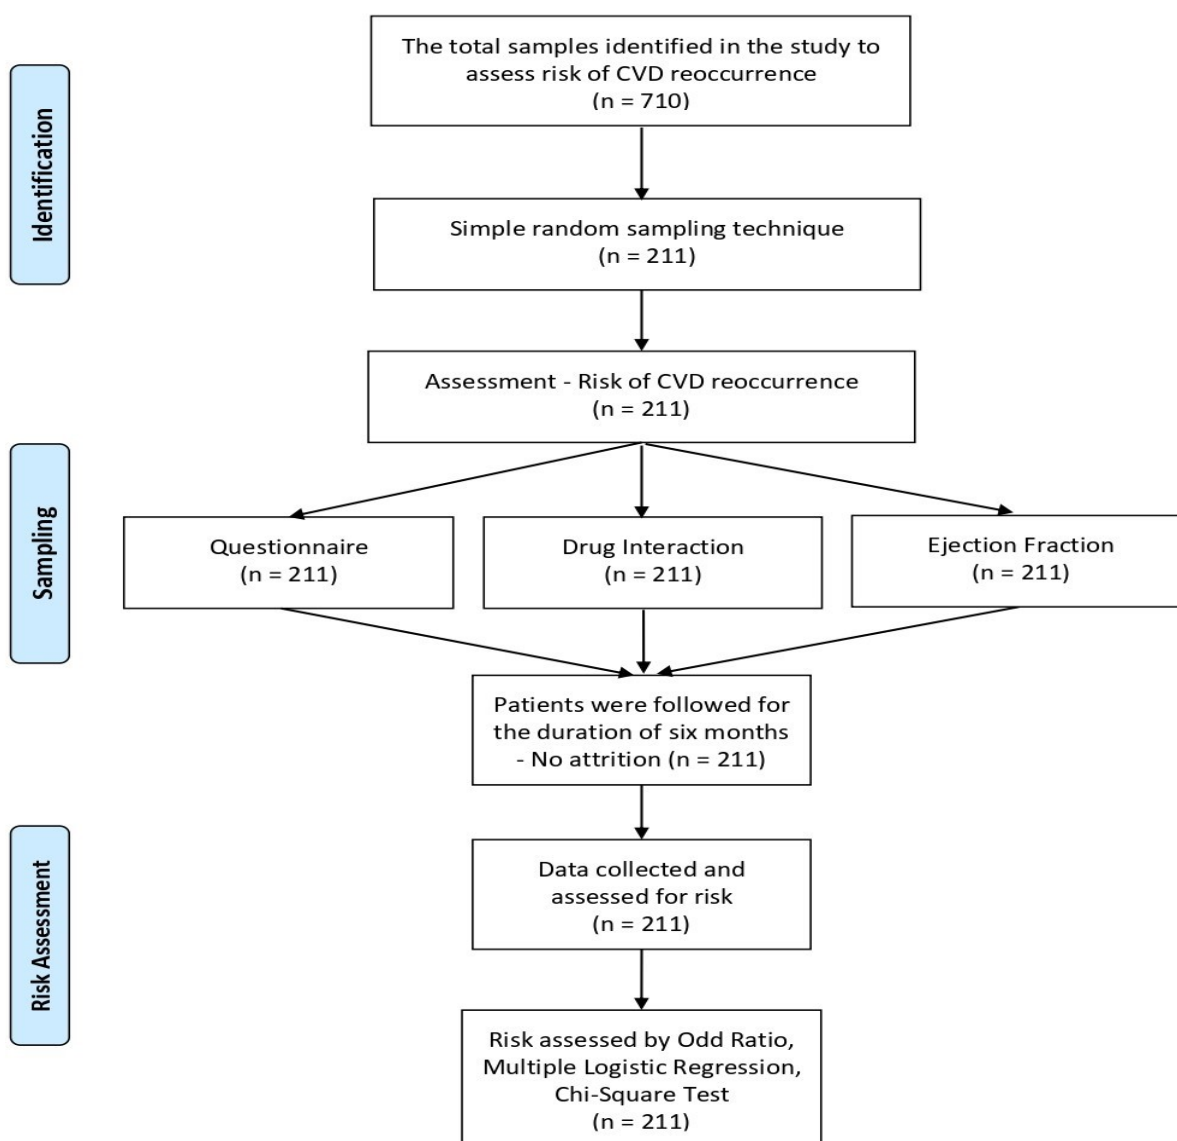 The total samples identified in the study to
assess risk of CVD reoccurrence
(n = 710)
Identification
Simple random sampling technique
(n = 211)
Assessment - Risk of CVD reoccurrence
(n = 211)
Sampling
Questionnaire
(n = 211)
Drug Interaction
(n = 211)
Ejection Fraction
(n = 211)
Patients were followed for
the duration of six months
- No attrition (n = 211)
Risk Assessment
Data collected and
assessed for risk
(n = 211)
Risk assessed by Odd Ratio,
Multiple Logistic Regression,
Chi-Square Test
(n = 211)